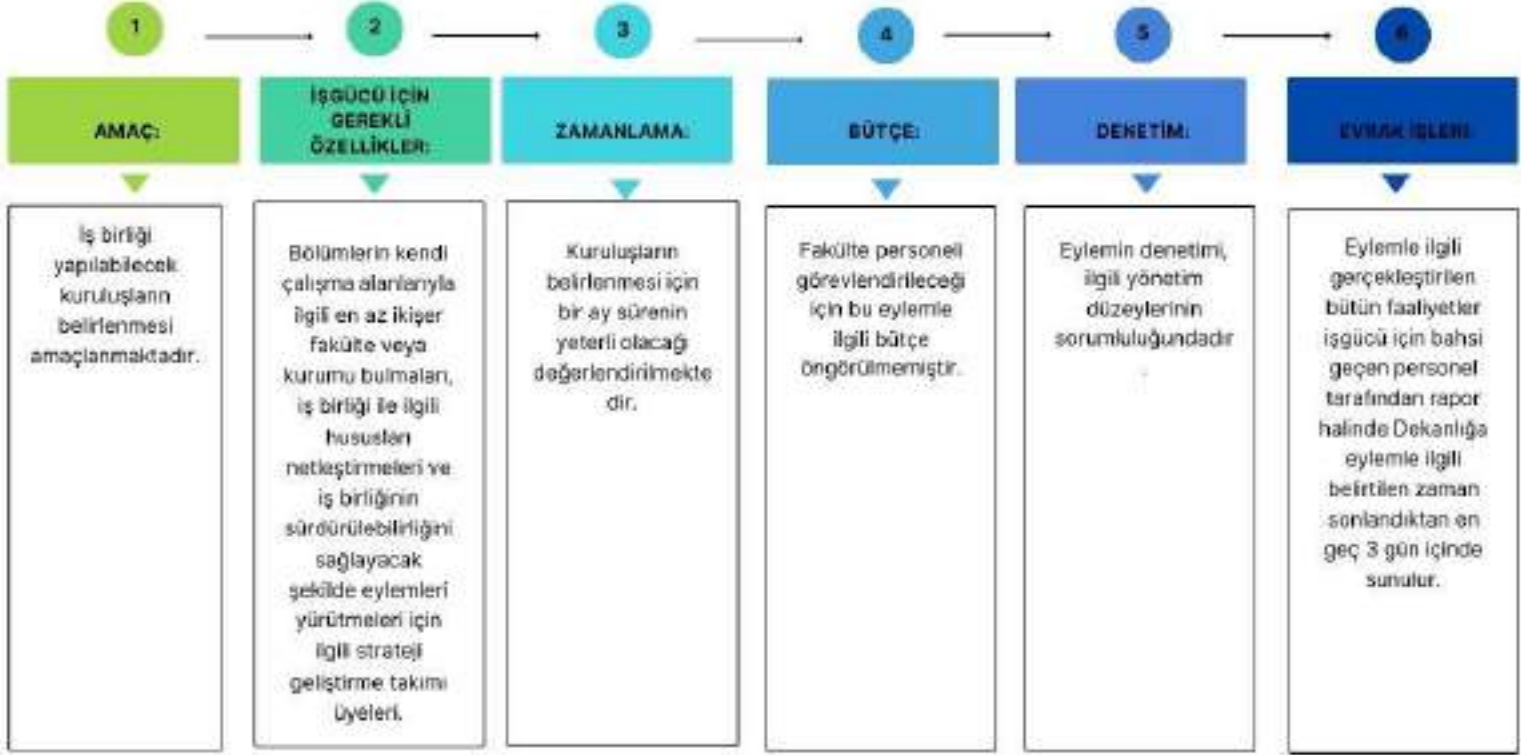 1
2
3
4
5
6
AMAÇ:
İŞGÜCÜ İÇİN
GEREKLİ
ÖZELLİKLER:
ZAMANLAMA:
BÜTÇE:
DENETİM:
EVRAK İŞLERİ:
İş birliği
yapılabilecek
kuruluşların
belirlenmesi
amaçlanmaktadır.
Bölümlerin kendi
çalışma alanlarıyla
ilgili en az ikişer
fakülte veya
kurumu bulmaları,
iş birliği ile ilgili
hususları
netleştirmeleri ve
iş birliğinin
sürdürülebilirliğini
sağlayacak
şekilde eylemleri
yürütmeleri için
ilgili strateji
geliştirme takımı
üyeleri.
Kuruluşların
belirlenmesi için
bir ay sürenin
yeterli olacağı
değerlendirilmekte
dir.
Fakülte personeli
görevlendirileceği
için bu eylemle
ilgili bütçe
öngörülmemiştir.
Eylemin denetimi,
ilgili yönetim
düzeylerinin
sorumluluğundadır
.
Eylemle ilgili
gerçekleştirilen
bütün faaliyetler
işgücü için bahsi
geçen personel
tarafından rapor
halinde Dekanlığa
eylemle ilgili
belirtilen zaman
sonlandıktan en
geç 3 gün içinde
sunulur.